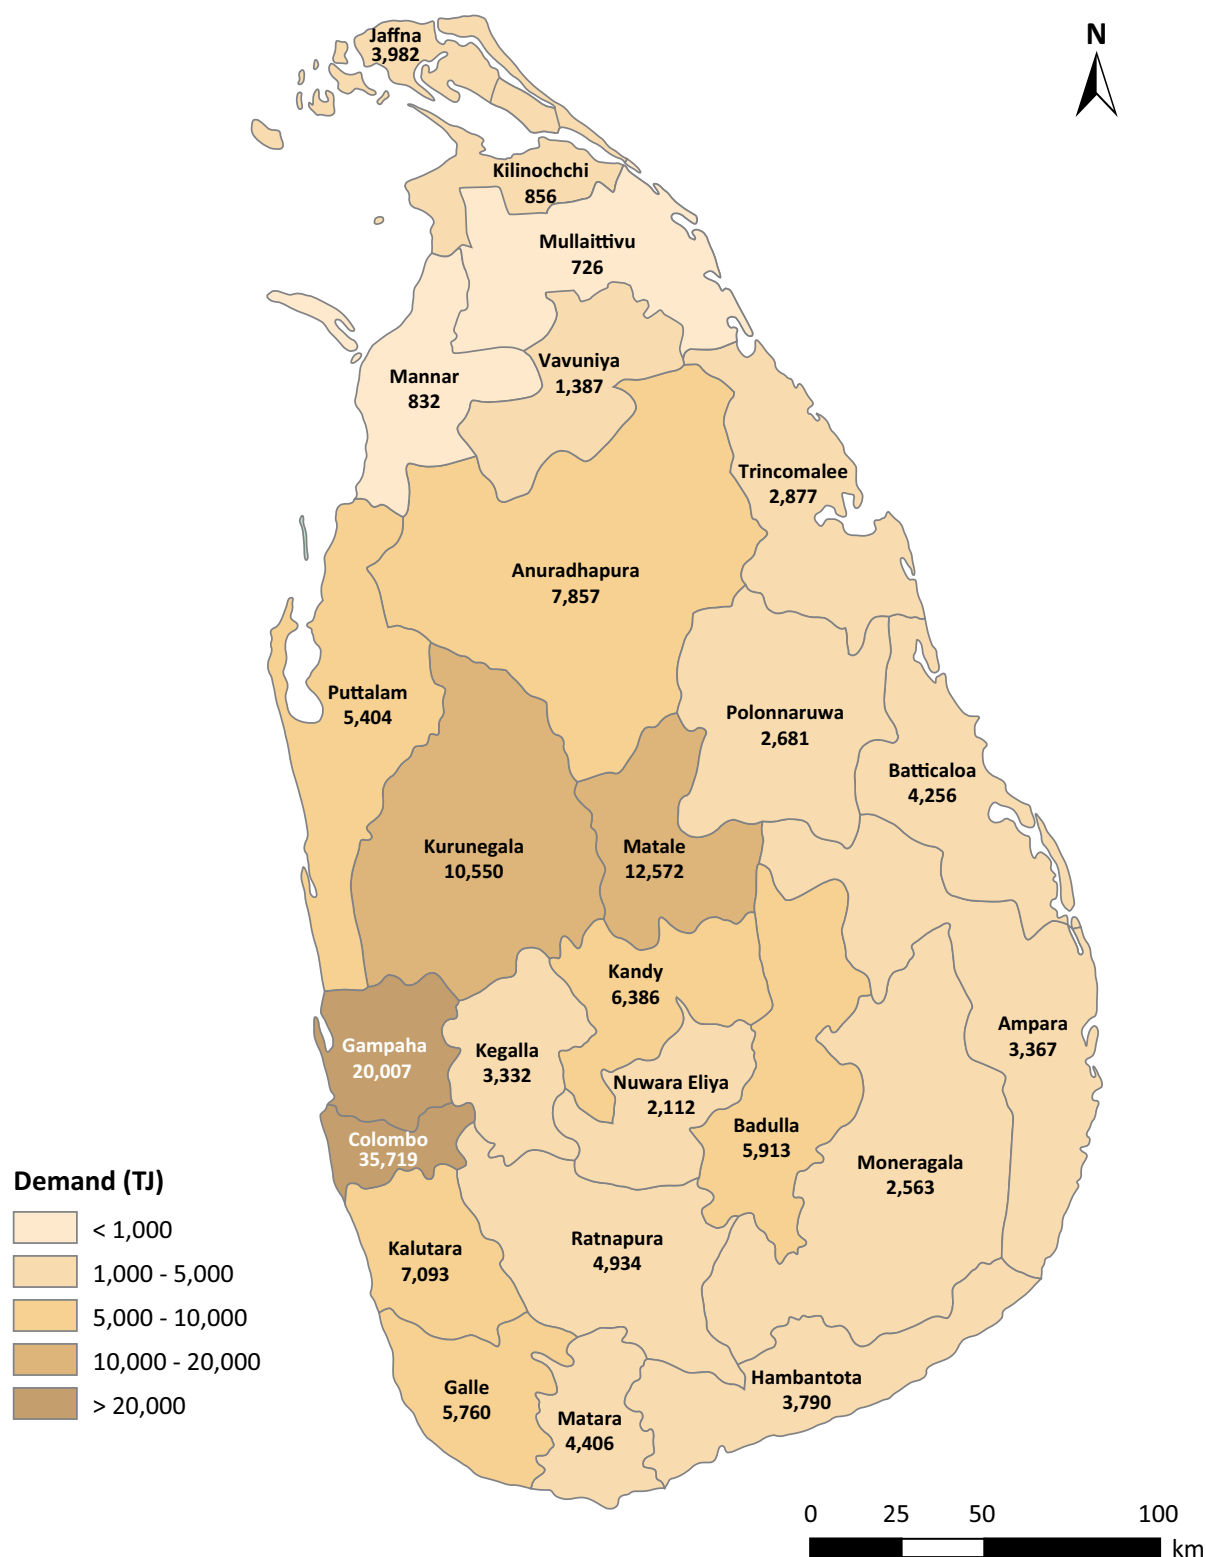 Jaffna
3,982
N
Kilinochchi
856
Mullaittivu
726
Vavuniya
1,387
Mannar
832
Trincomalee
2,877
Anuradhapura
7,857
Puttalam
5,404
Polonnaruwa
2,681
Batticaloa
4,256
Kurunegala
10,550
Matale
12,572
Kandy
6,386
Ampara
3,367
Gampaha
20,007
Kegalla
3,332
Nuwara Eliya
2,112
Badulla
5,913
Colombo
35,719
Moneragala
2,563
Demand (TJ)
< 1,000
1,000 - 5,000
5,000 - 10,000
10,000 - 20,000
> 20,000
Kalutara
7,093
Ratnapura
4,934
Galle
5,760
Matara
4,406
Hambantota
3,790
0 25 50 100
km